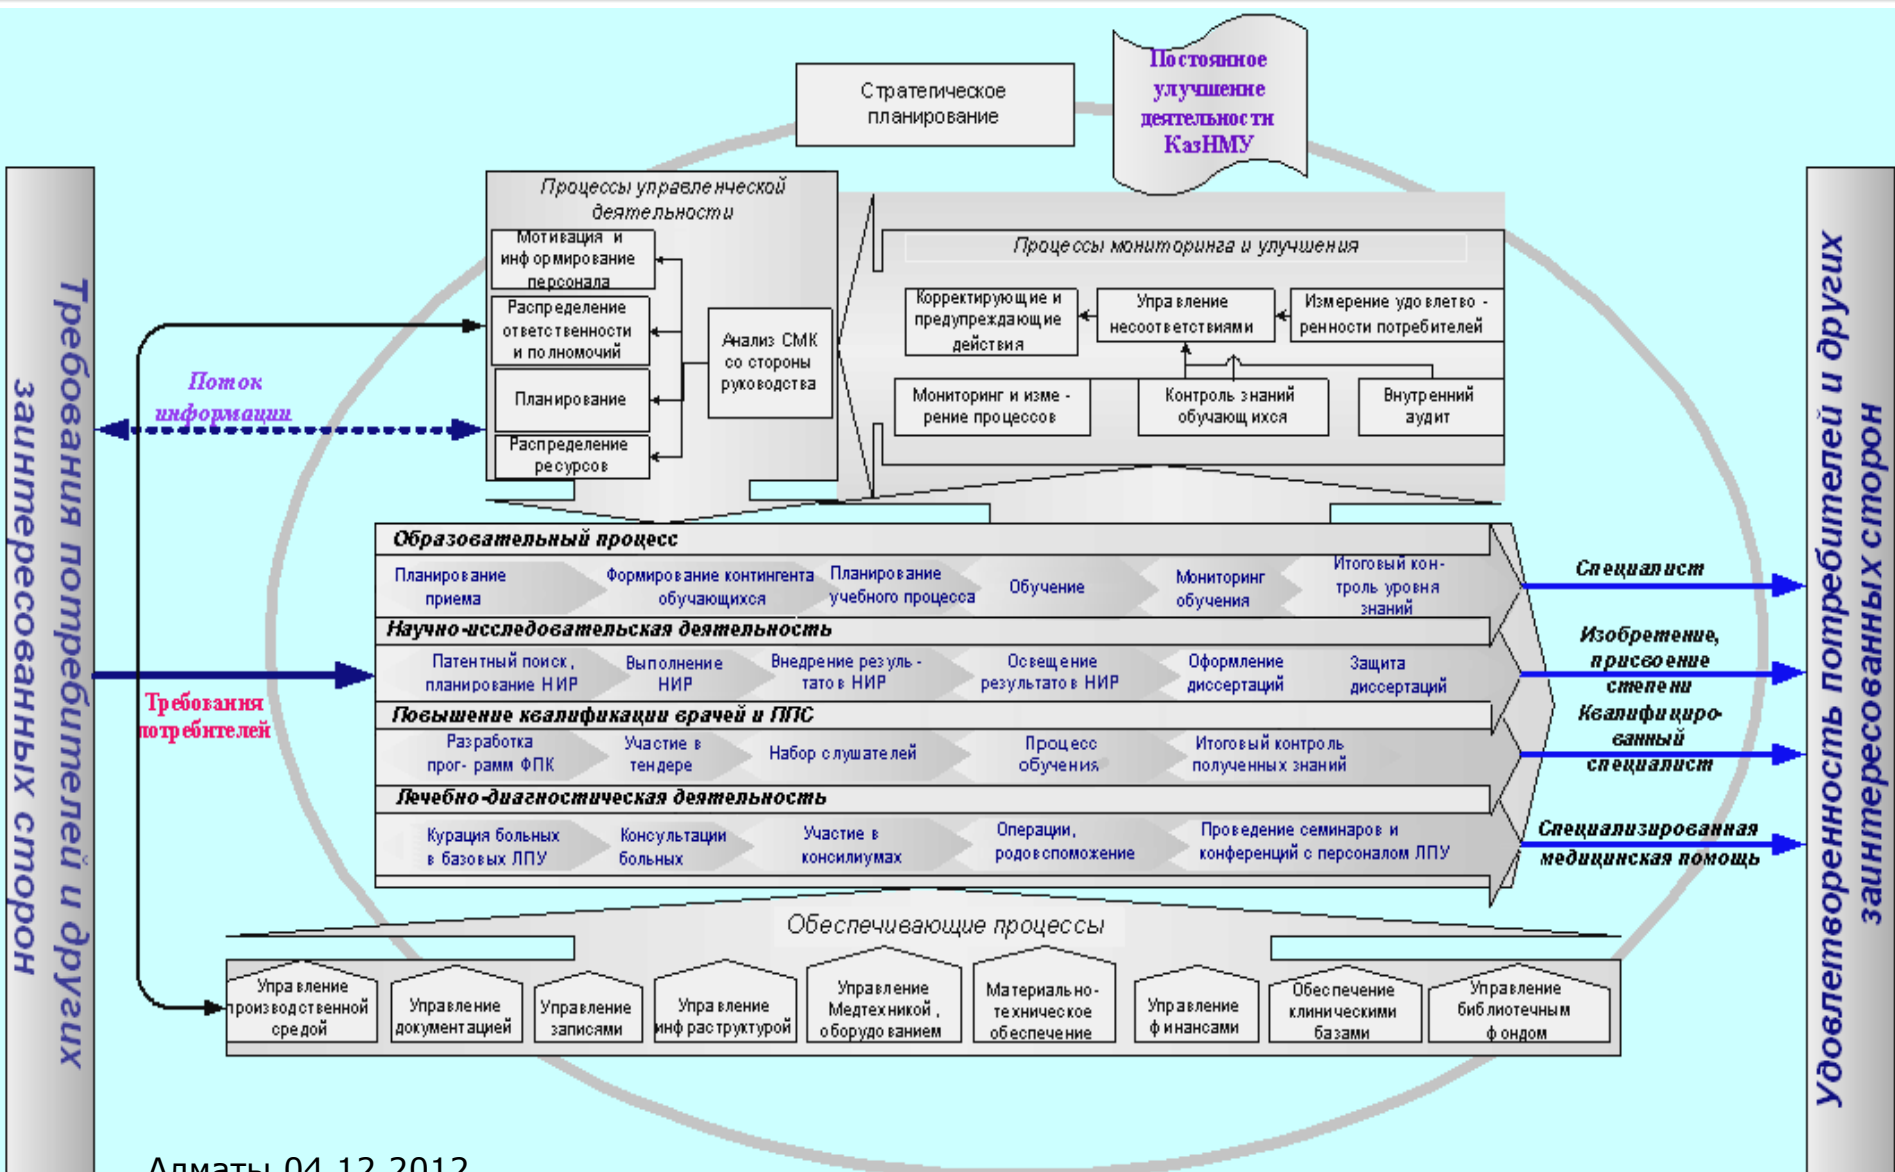 Постоянное
улучшение
деятельности
КазНМУ
Стратегическое
планирование
Требования потребителей и других
заинтересованных сторон
Процессы управленческой
деятельности
Мотивация и
информирование
персонала
Распределение
ответственности
и полномочий
Планирование
Распределение
ресурсов
Анализ СМК
со стороны
руководства
Процессы мониторинга и улучшения
Корректирующие и
предупреждающие
действия
Управление
несоответствиями
Измерение удовлетво -
ренности потребителей
Мониторинг и изме -
рение процессов
Контроль знаний
обучающихся
Внутренний
аудит
Поток
информации
Требования
потребителей
Образовательный процесс
Планирование
приема
Формирование контингента
обучающихся
Планирование
учебного процесса
Обучение
Мониторинг
обучения
Итоговый кон-
троль уровня
знаний
Научно-исследовательская деятельность
Патентный поиск,
планирование НИР
Выполнение
НИР
Внедрение резуль -
татов НИР
Освещение
результатов НИР
Оформление
диссертаций
Защита
диссертаций
Повышение квалификации врачей и ППС
Разработка
прог- рамм ФПК
Участие в
тендере
Набор слушателей
Процесс
обучения
Итоговый контроль
полученных знаний
Лечебно-диагностическая деятельность
Курация больных
в базовых ЛПУ
Консультации
больных
Участие в
консилиумах
Операции,
родовспоможение
Проведение семинаров и
конференций с персоналом ЛПУ
Специалист
Изобретение,
присвоение
степени
Квалифициро-
ванный
специалист
Специализированная
медицинская помощь
Удовлетворенность потребителей и других
заинтересованных сторон
Обеспечивающие процессы
Управление
производственной
средой
Управление
документацией
Управление
записями
Управление
инфраструктурой
Управление
Медтехникой,
оборудованием
Материально-
техническое
обеспечение
Управление
финансами
Обеспечение
клиническими
базами
Управление
библиотечным
фондом
Алматы 04.12.2012